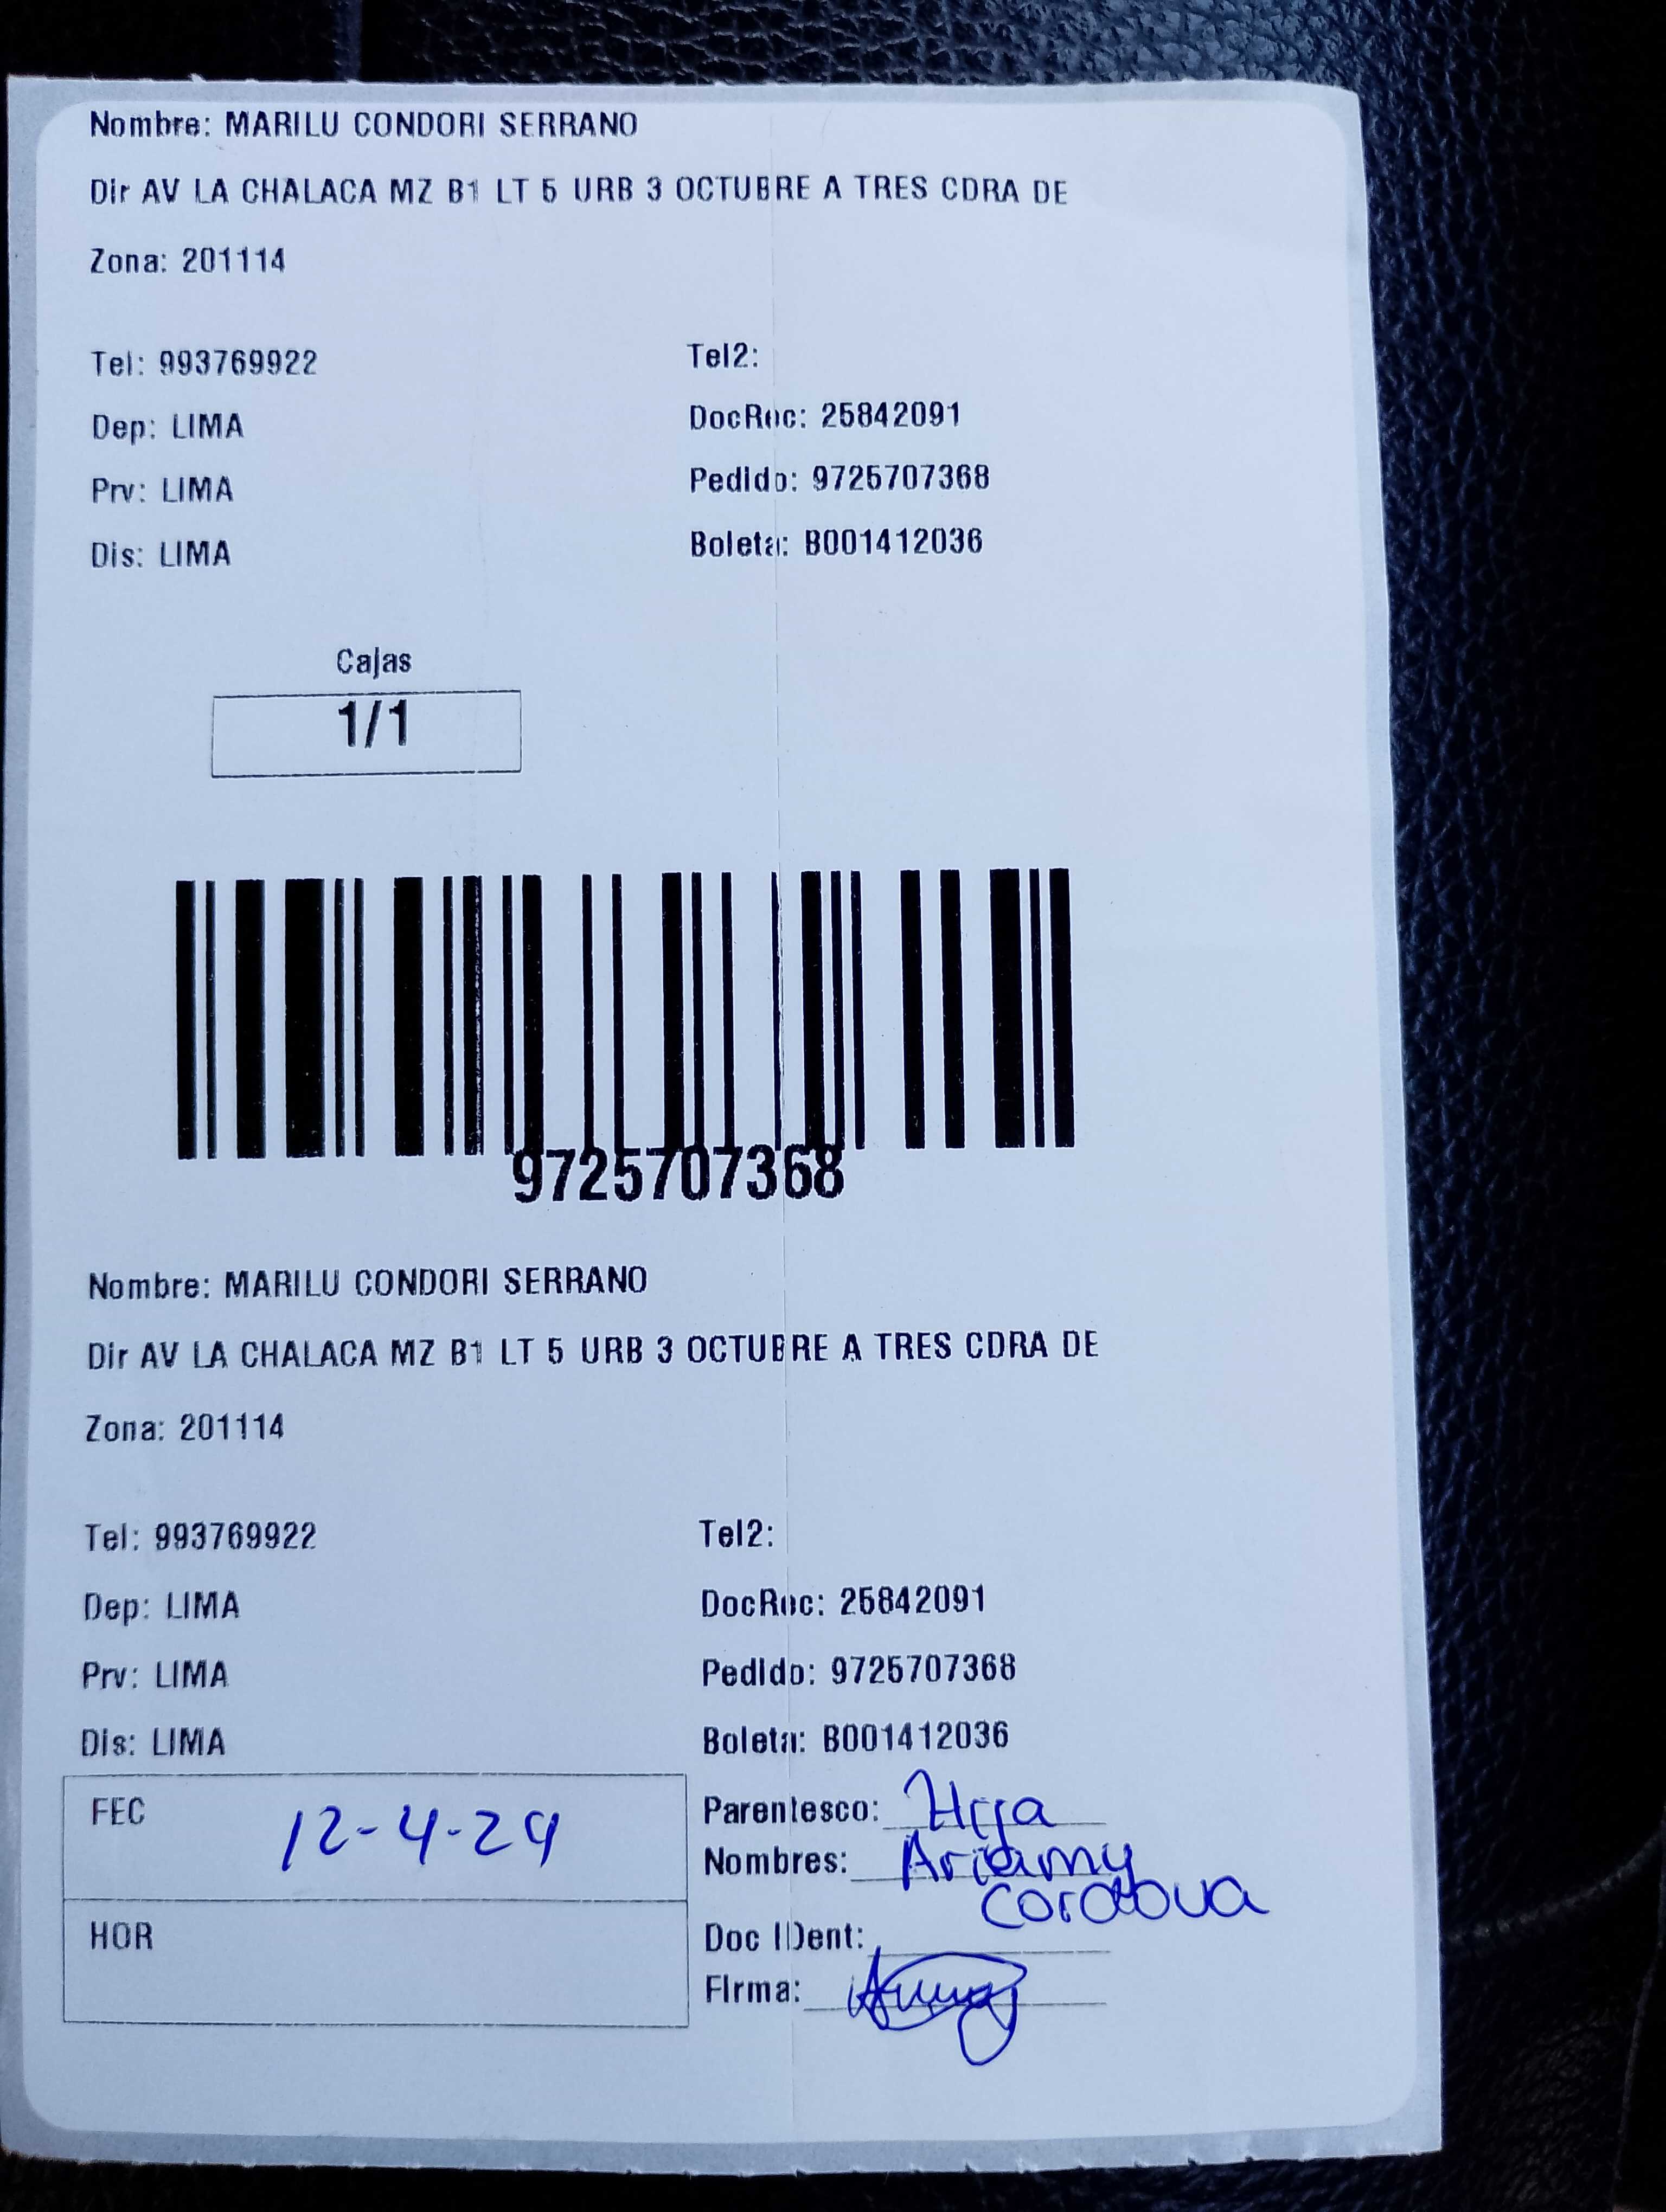 Nombre: MARILU CONDORI SERRANO
Dir AV LA CHALACA MZ B1 LT 5 URB 3 OCTUBRE A TRES CDRA DE
Zona: 201114
Tel: 993769922 Tel2:
Dep: LIMA DocRec: 25842091
Prv: LIMA Pedido: 9725707368
Dis: LIMA Boleta: B001412036
Cajas
1/1
9725707368
Nombre: MARILU CONDORI SERRANO
Dir AV LA CHALACA MZ B1 LT 5 URB 3 OCTUBRE A TRES CDRA DE
Zona: 201114
Tel: 993769922 Tel2:
Dep: LIMA DocRec: 25842091
Prv: LIMA Pedido: 9725707368
Dis: LIMA Boleta: B001412036
FEC 12-4-24 Parentesco: Hija
Nombres: Ariamy
Cordova
HOR Doc IDent:
Firma: